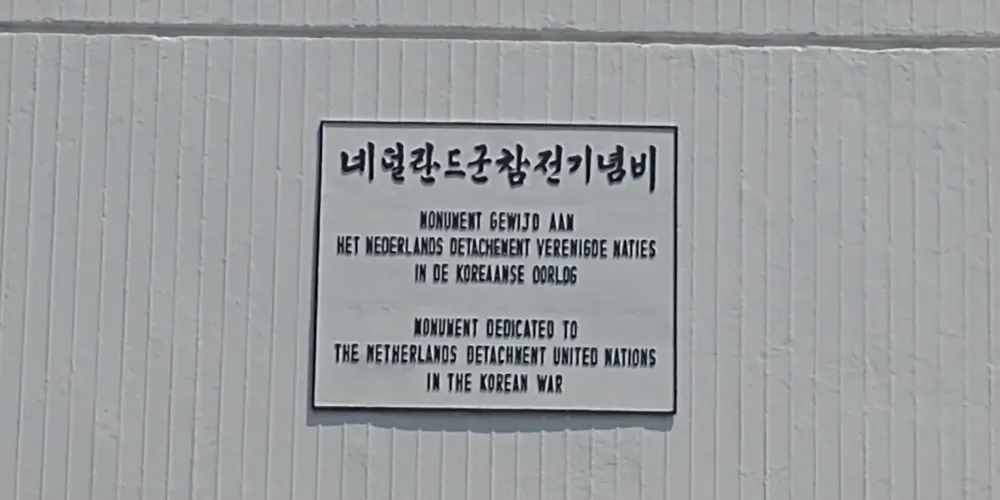 네덜란드군참전기념비
MONUMENT GEWIJD AAN
HET NEDERLANDS DETACHEMENT VERENIGDE NATIES
IN DE KOREAANSE OORLOG
MONUMENT DEDICATED TO
THE NETHERLANDS DETACHMENT UNITED NATIONS
IN THE KOREAN WAR